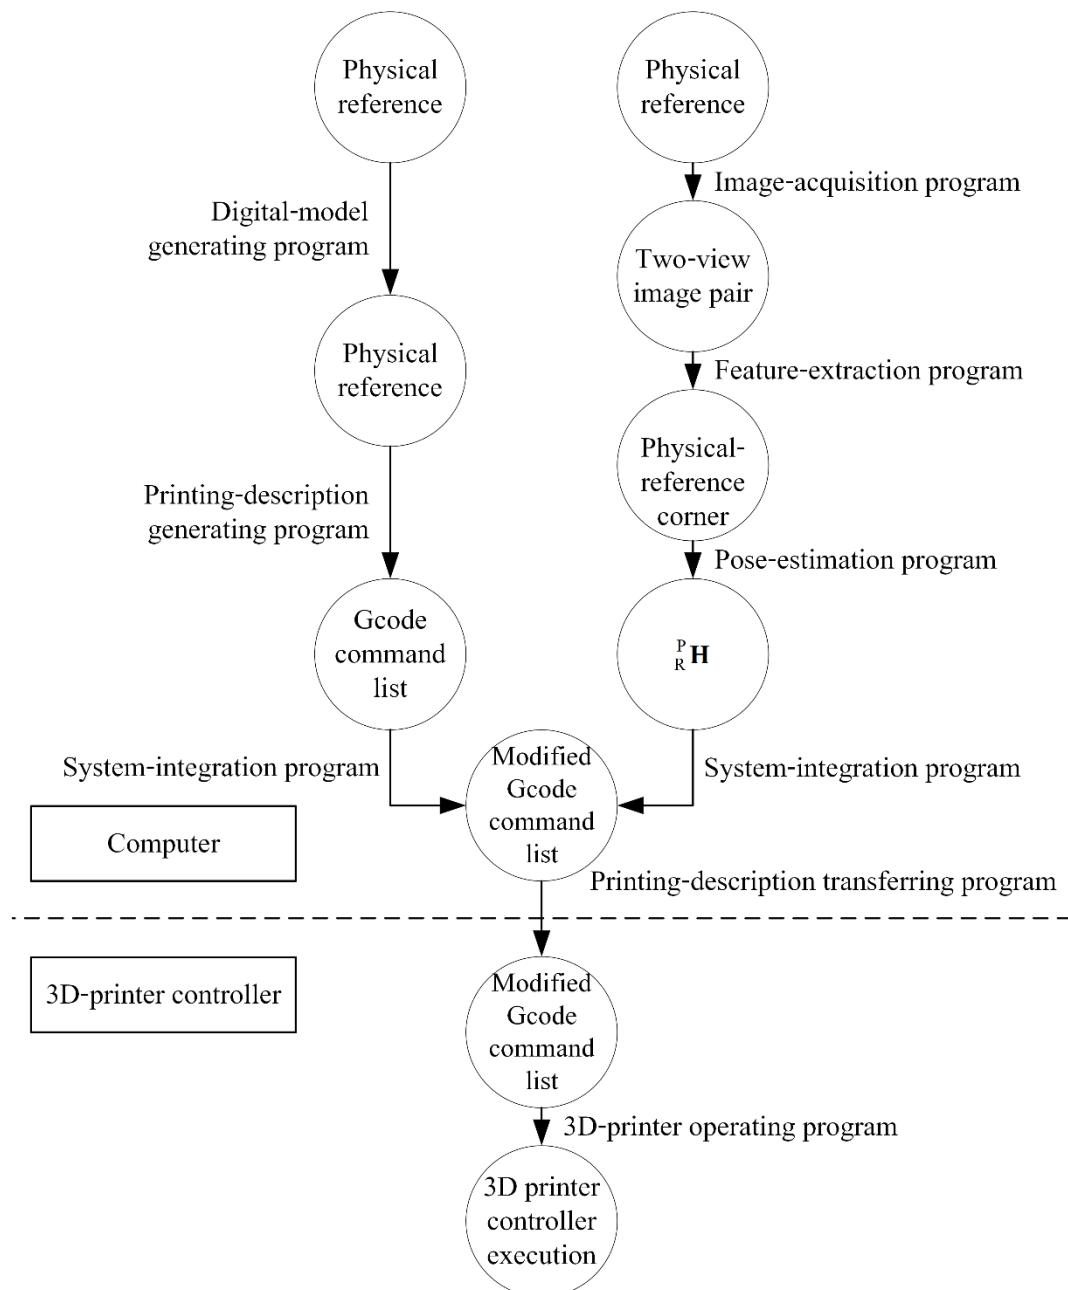 Physical
reference
Physical
reference
Image-acquisition program
Digital-model
generating program
Two-view
image pair
Physical
reference
Feature-extraction program
Physical-
reference
corner
Printing-description
generating program
Pose-estimation program
Gcode
command
list
P
R H
System-integration program
Modified
Gcode
command
list
System-integration program
Computer
Printing-description transferring program
3D-printer controller
Modified
Gcode
command
list
3D-printer operating program
3D printer
controller
execution